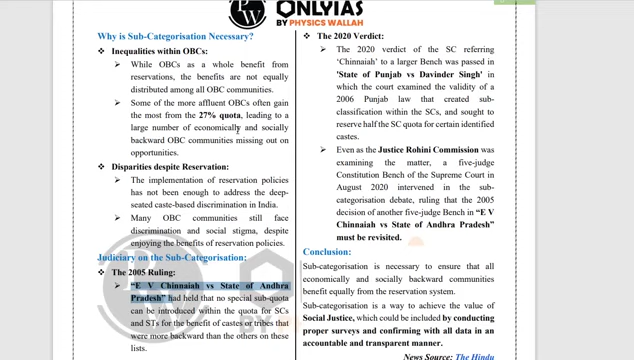 ONLYIAS
BY PHYSICS WALLAH
Why is Sub-Categorisation Necessary?
❖ Inequalities within OBCs:
➢ While OBCs as a whole benefit from
reservations, the benefits are not equally
distributed among all OBC communities.
➢ Some of the more affluent OBCs often gain
the most from the 27% quota, leading to a
large number of economically and socially
backward OBC communities missing out on
opportunities.
❖ Disparities despite Reservation:
➢ The implementation of reservation policies
has not been enough to address the deep-
seated caste-based discrimination in India.
➢ Many OBC communities still face
discrimination and social stigma, despite
enjoying the benefits of reservation policies.
Judiciary on the Sub-Categorisation:
❖ The 2005 Ruling:
➢ “E V Chinnaiah vs State of Andhra
Pradesh” had held that no special sub-quota
can be introduced within the quota for SCs
and STs for the benefit of castes or tribes that
were more backward than the others on these
lists.
❖ The 2020 Verdict:
➢ The 2020 verdict of the SC referring
‘Chinnaiah’ to a larger Bench was passed in
'State of Punjab vs Davinder Singh' in
which the court examined the validity of a
2006 Punjab law that created sub-
classification within the SCs, and sought to
reserve half the SC quota for certain identified
castes.
➢ Even as the Justice Rohini Commission was
examining the matter, a five-judge
Constitution Bench of the Supreme Court in
August 2020 intervened in the sub-
categorisation debate, ruling that the 2005
decision of another five-judge Bench in “E V
Chinnaiah vs State of Andhra Pradesh”
must be revisited.
Conclusion:
Sub-categorisation is necessary to ensure that all
economically and socially backward communities
benefit equally from the reservation system.
Sub-categorisation is a way to achieve the value of
Social Justice, which could be included by conducting
proper surveys and confirming with all data in an
accountable and transparent manner.
News Source: The Hindu